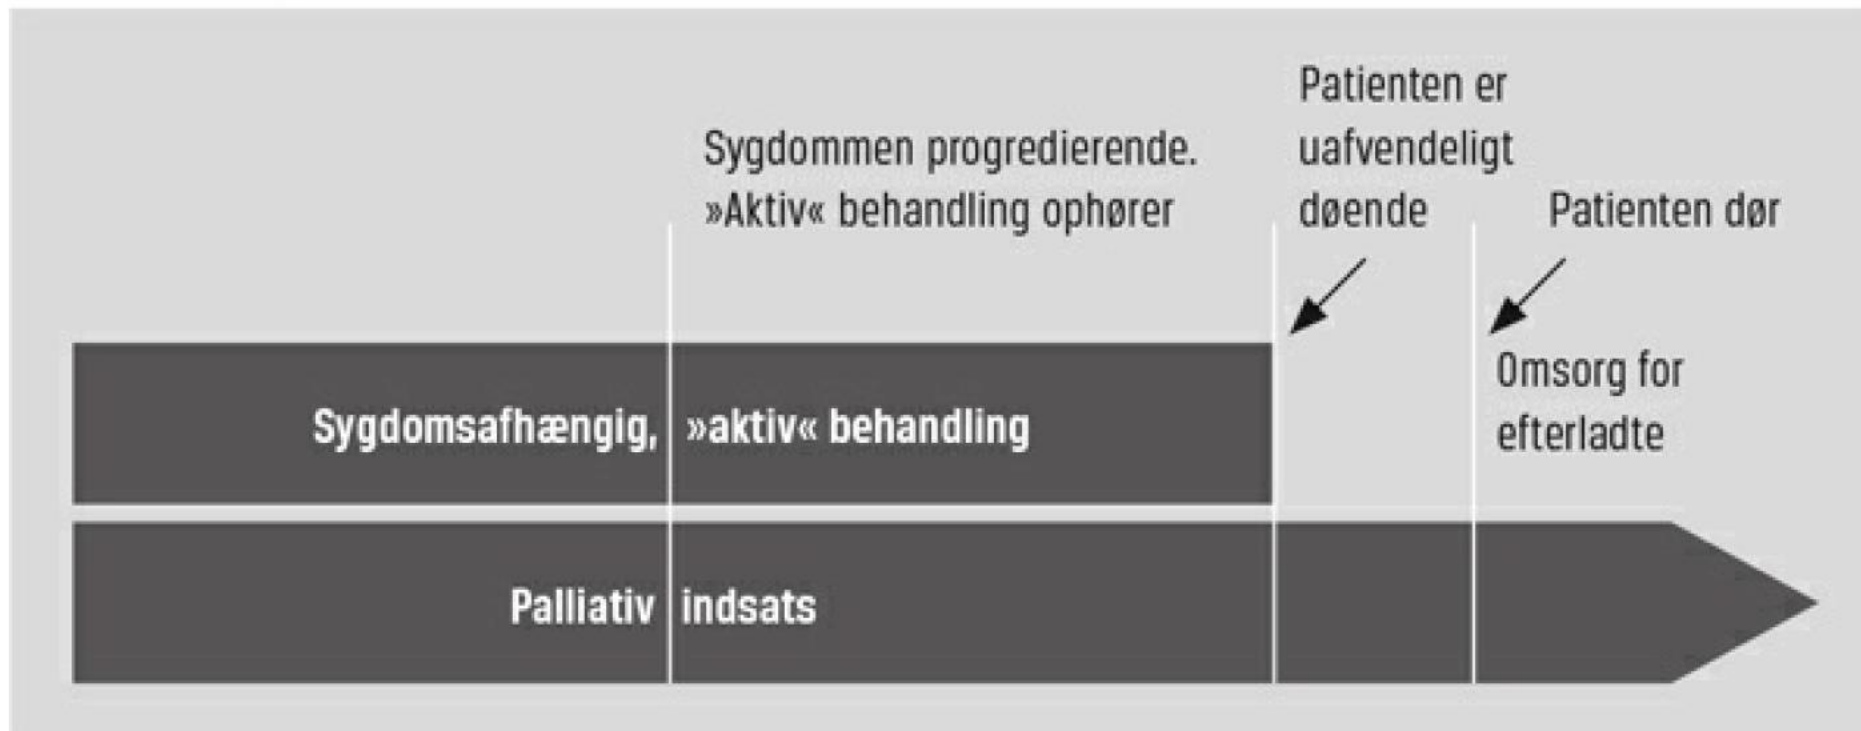 Patienten er
uafvendeligt
døende
Sygdommen progredierende.
»Aktiv« behandling ophører
Patienten dør
Omsorg for
efterladte
Sygdomsafhængig, »aktiv« behandling
Palliativ indsats